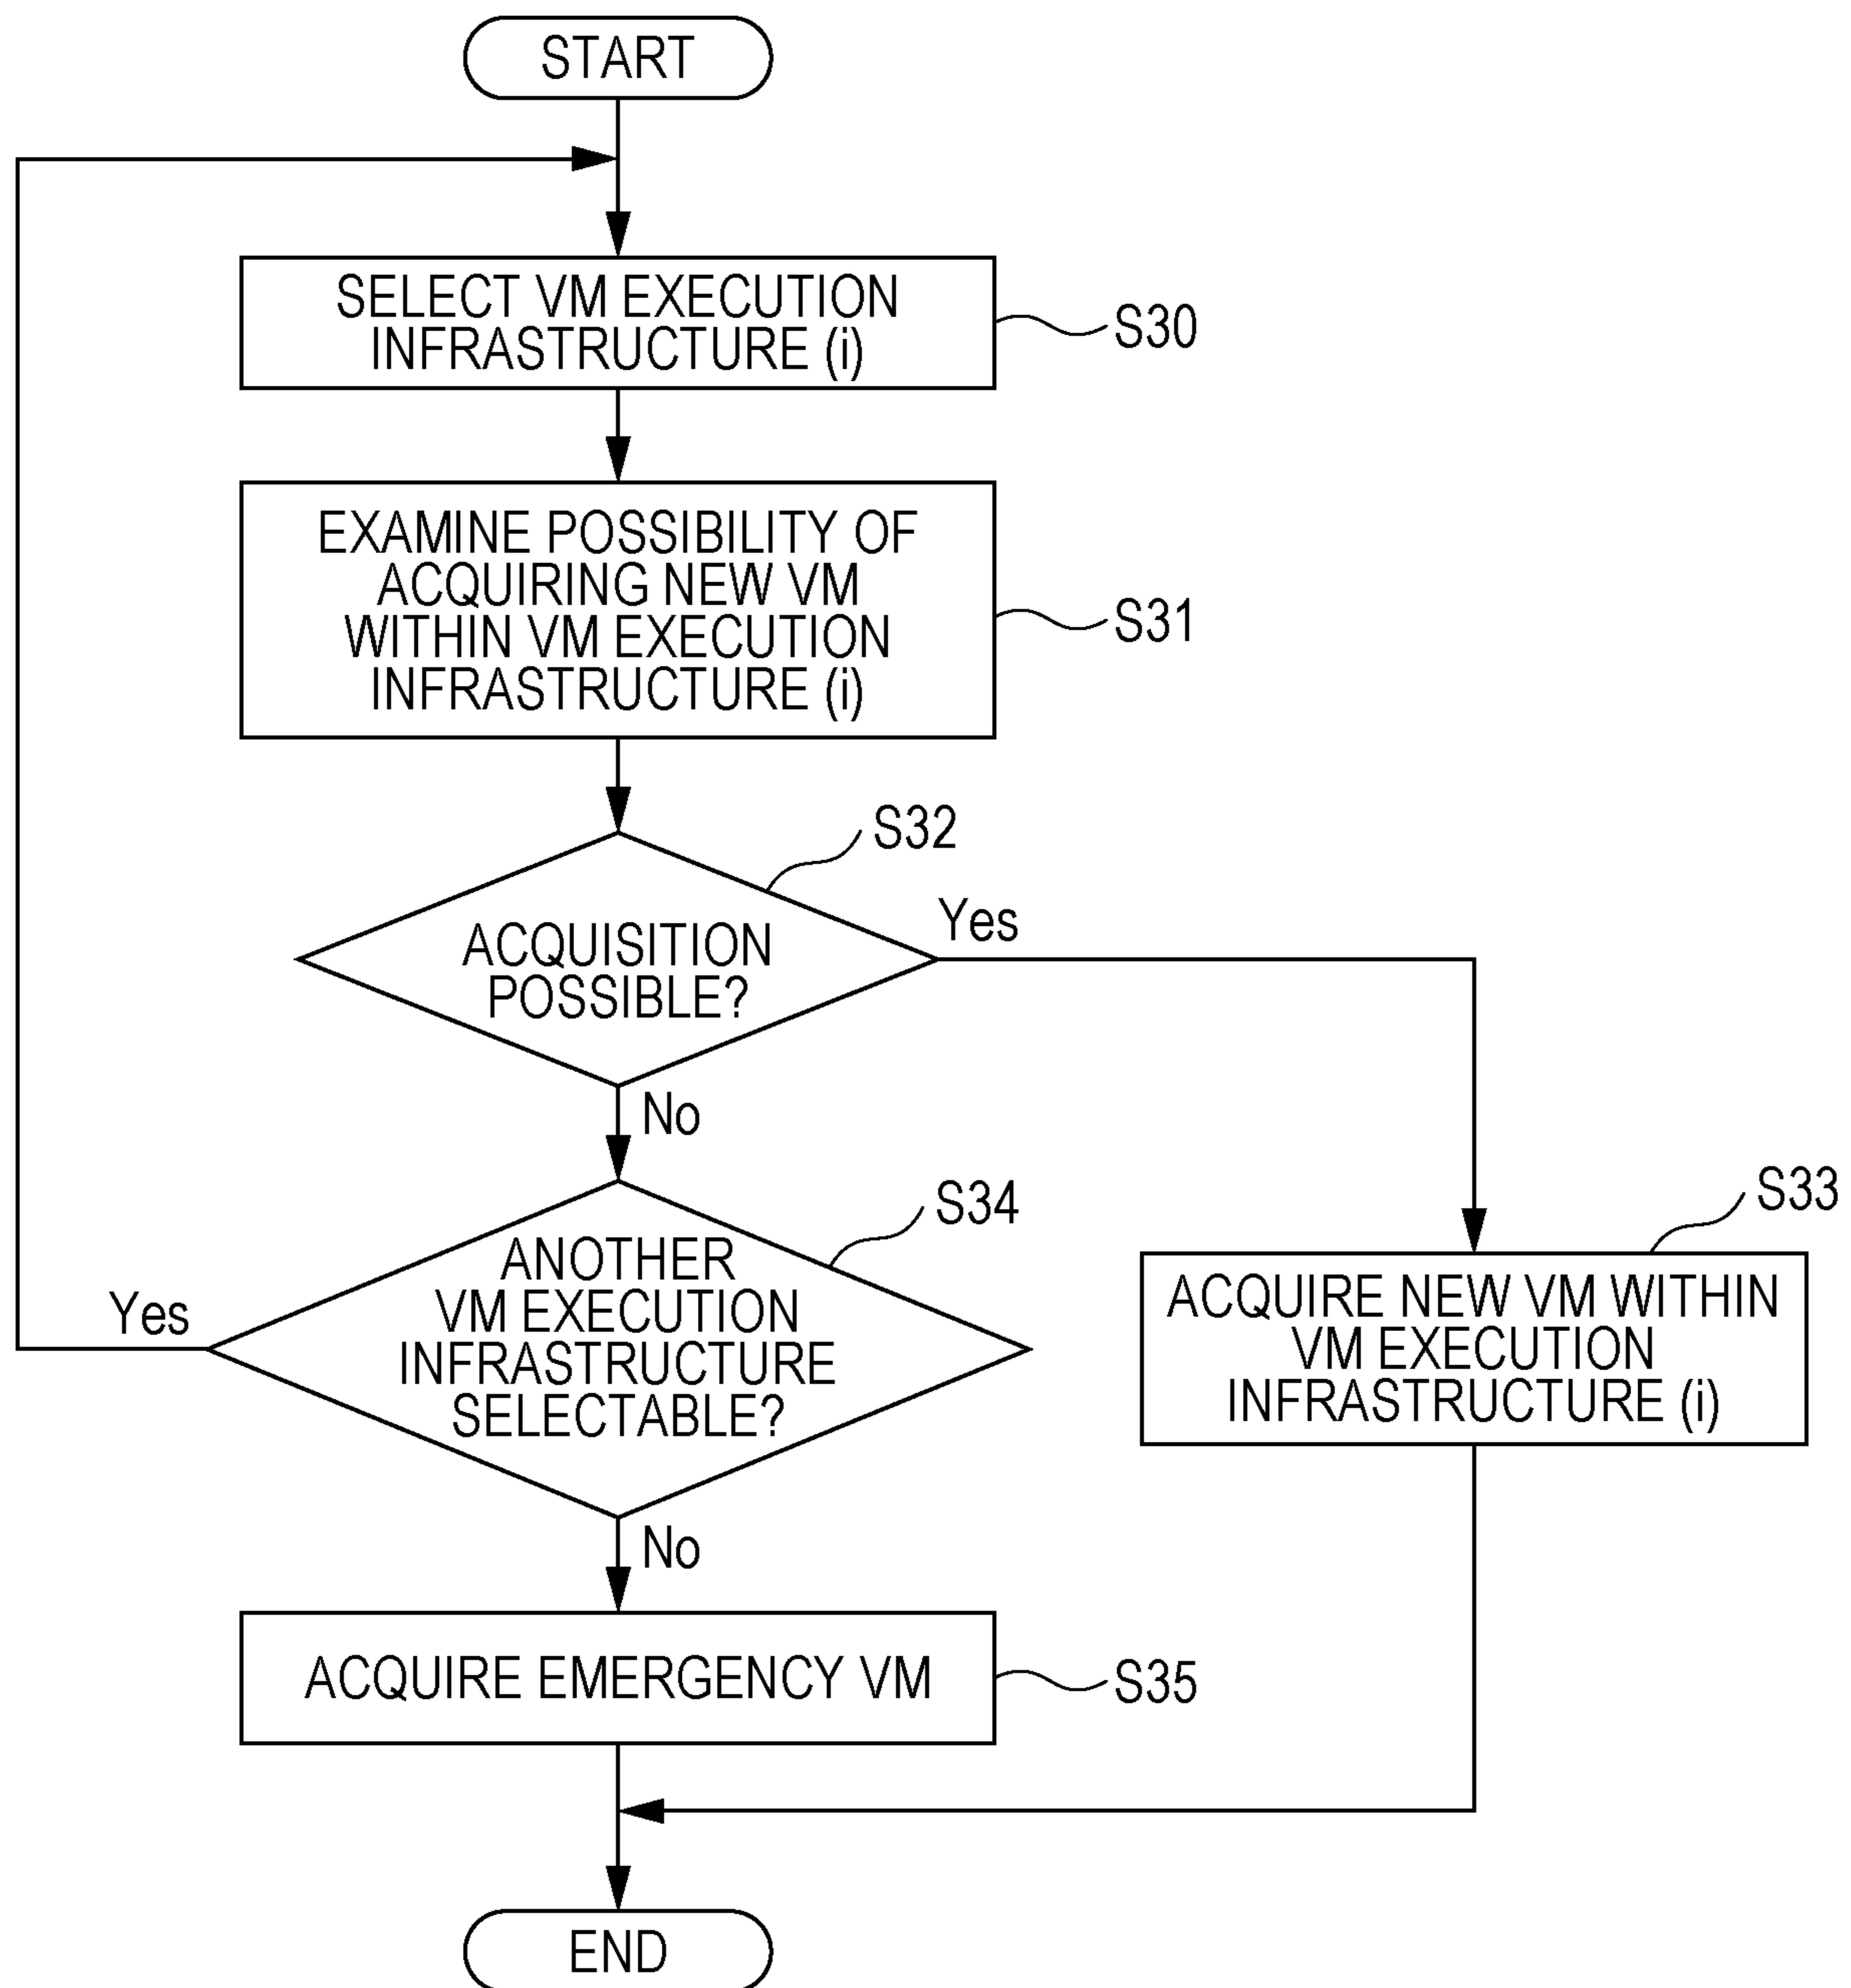 START
SELECT VM EXECUTION
INFRASTRUCTURE (i)
S30
EXAMINE POSSIBILITY OF
ACQUIRING NEW VM
WITHIN VM EXECUTION
INFRASTRUCTURE (i)
S31
S32
ACQUISITION
POSSIBLE?
Yes
No
S33
ACQUIRE NEW VM WITHIN
VM EXECUTION
INFRASTRUCTURE (i)
S34
ANOTHER
VM EXECUTION
INFRASTRUCTURE
SELECTABLE?
Yes
No
ACQUIRE EMERGENCY VM
S35
END